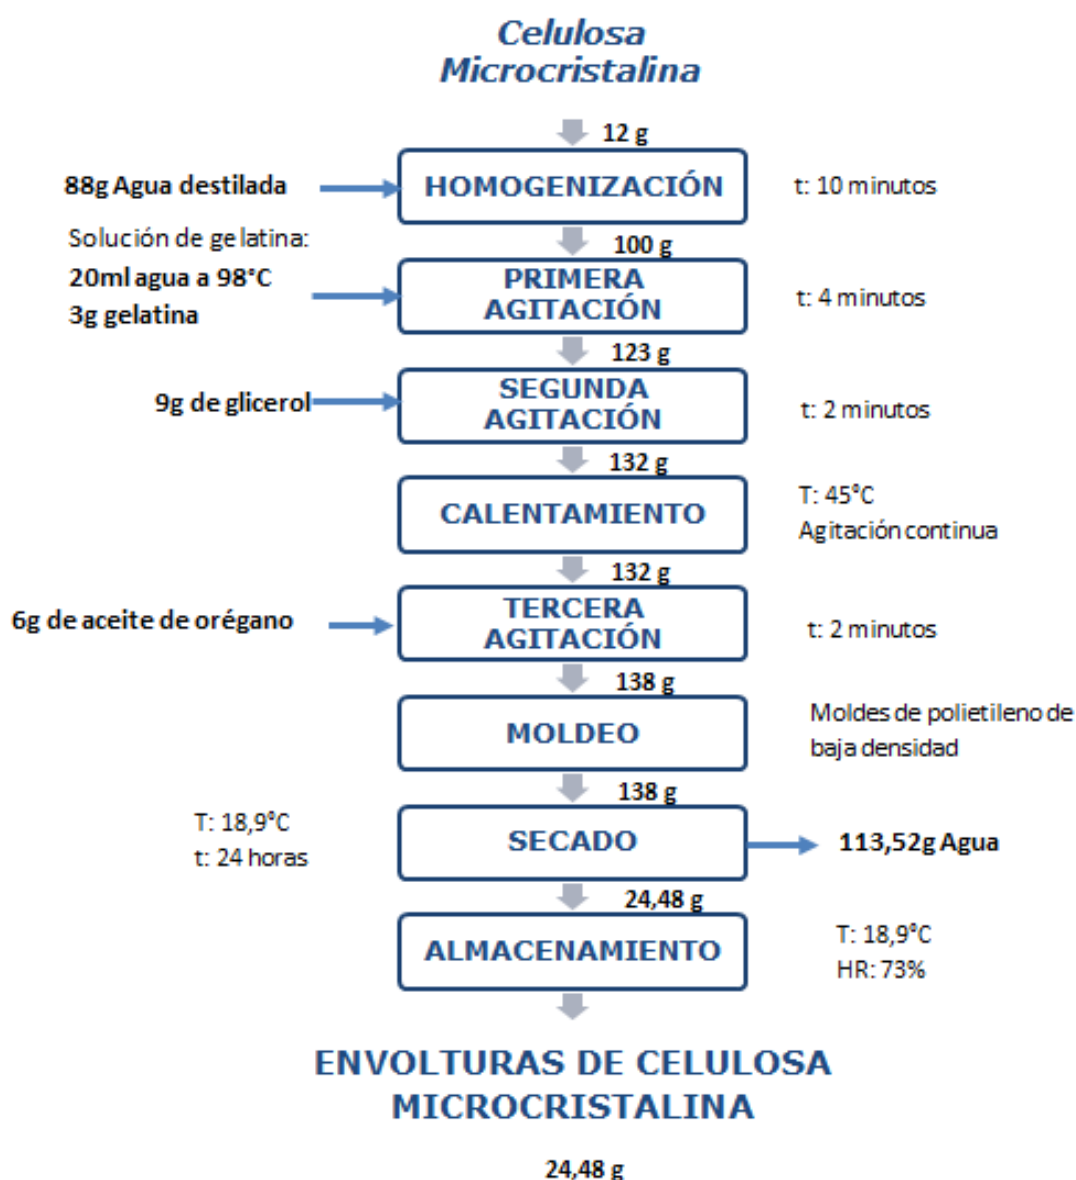 Celulosa
Microcristalina
12 g
88g Agua destilada
HOMOGENIZACIÓN
t: 10 minutos
Solución de gelatina:
100 g
20ml agua a 98°C
3g gelatina
PRIMERA
AGITACIÓN
t: 4 minutos
123 g
9g de glicerol
SEGUNDA
AGITACIÓN
t: 2 minutos
132 g
CALENTAMIENTO
T: 45°C
Agitación continua
132 g
6g de aceite de orégano
TERCERA
AGITACIÓN
t: 2 minutos
138 g
MOLDEO
Moldes de polietileno de
baja densidad
138 g
T: 18,9°C
t: 24 horas
SECADO
113,52g Agua
24,48 g
ALMACENAMIENTO
T: 18,9°C
HR: 73%
ENVOLTURAS DE CELULOSA
MICROCRISTALINA
24,48 g